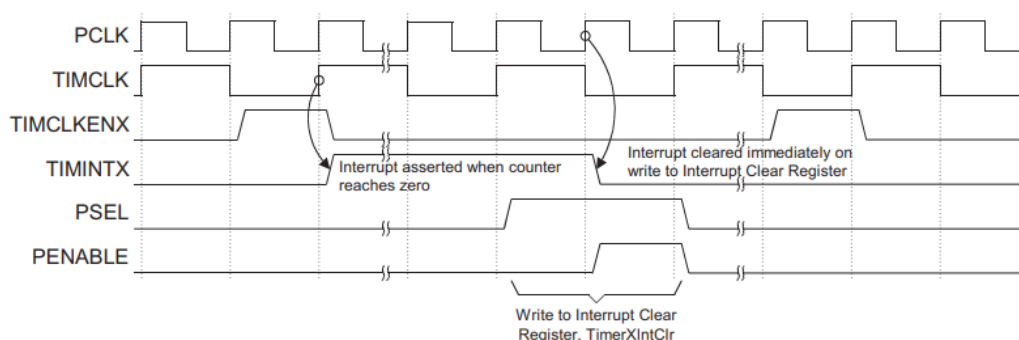 PCLK
TIMCLK
TIMCLKENX
TIMINTX
Interrupt asserted when counter
reaches zero
Interrupt cleared immediately on
write to Interrupt Clear Register
PSEL
PENABLE
Write to Interrupt Clear
Register, TimerXIntClr